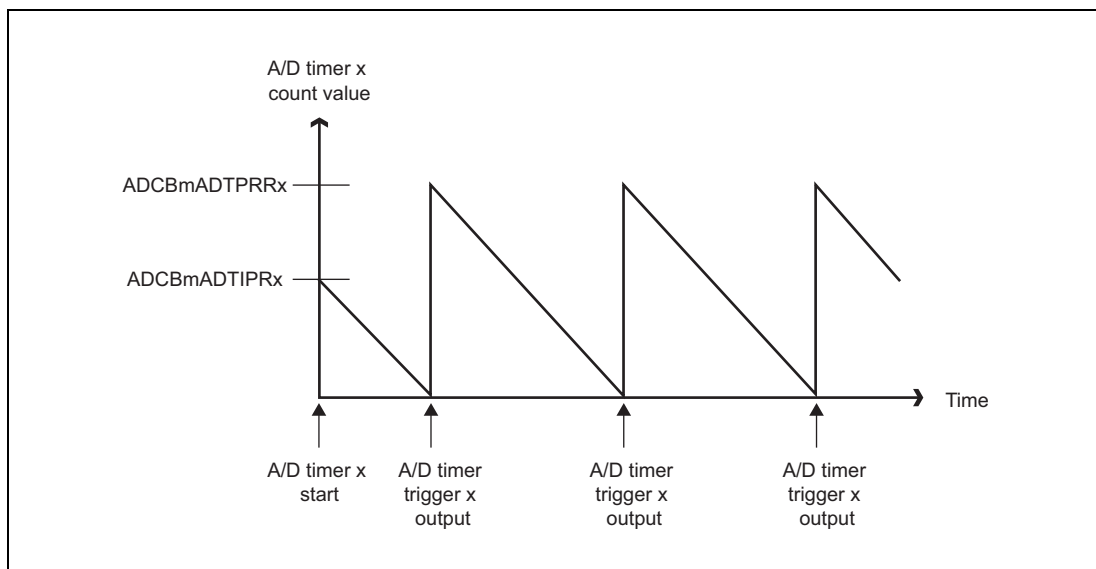 A/D timer x
count value
ADCBmADTPRRx
ADCBmADTIPRx
Time
A/D timer x
start
A/D timer
trigger x
output
A/D timer
trigger x
output
A/D timer
trigger x
output